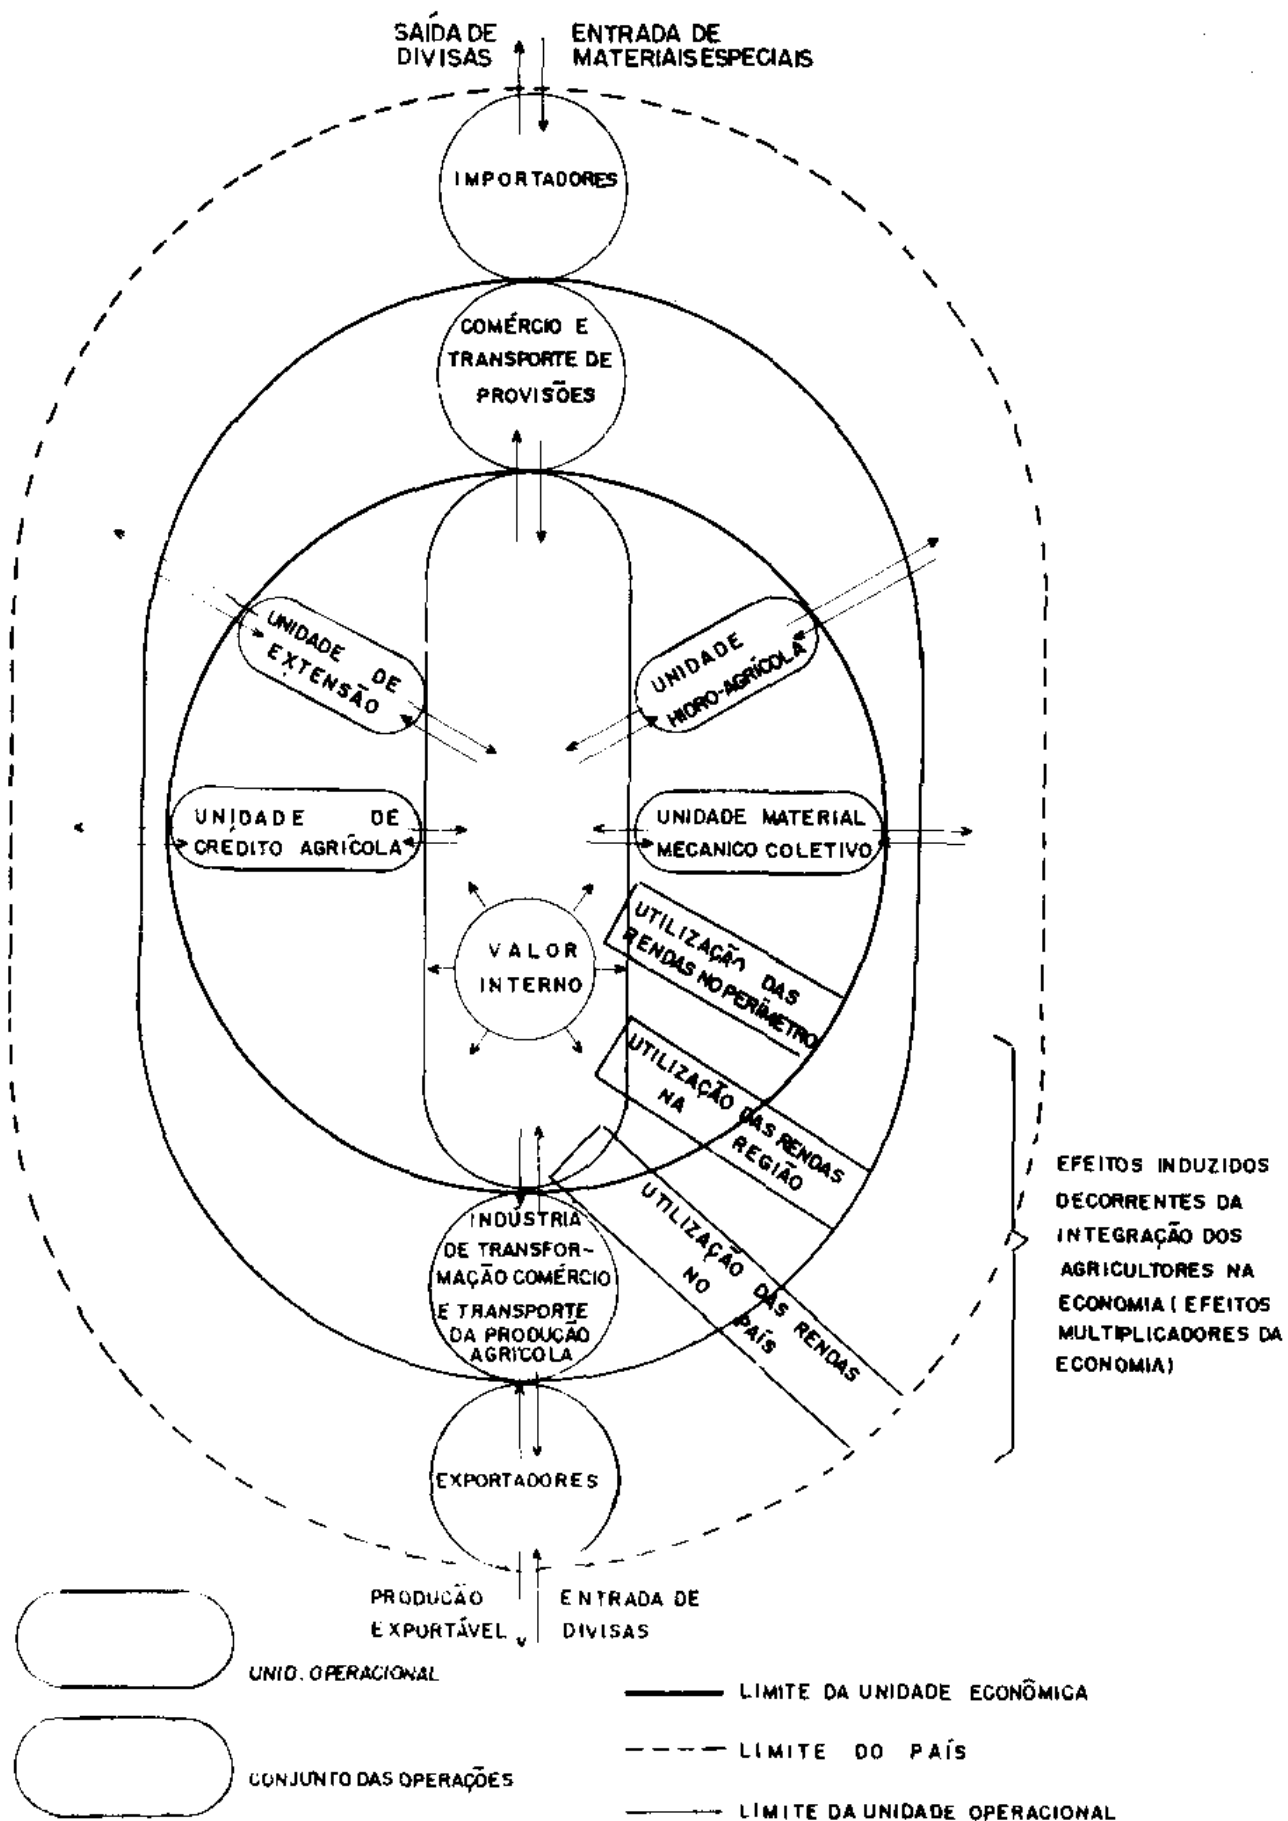 SAÍDA DE
DIVISAS
ENTRADA DE
MATERIAIS ESPECIAIS
IMPORTADORES
COMÉRCIO E
TRANSPORTE DE
PROVISÕES
UNIDADE DE
EXTENSÃO
UNIDADE
HIDRO-AGRÍCOLA
UNIDADE DE
CRÉDITO AGRÍCOLA
UNIDADE MATERIAL
MECANICO COLETIVO
VALOR
INTERNO
UTILIZAÇÃO DAS
RENDAS NO PERÍMETRO
UTILIZAÇÃO DAS RENDAS
NA REGIÃO
UTILIZAÇÃO DAS RENDAS
NO PAÍS
EFEITOS INDUZIDOS
DECORRENTES DA
INTEGRAÇÃO DOS
AGRICULTORES NA
ECONOMIA ( EFEITOS
MULTIPLICADORES DA
ECONOMIA)
INDÚSTRIA
DE TRANSFOR-
MAÇÃO COMÉRCIO
E TRANSPORTE
DA PRODUCÃO
AGRÍCOLA
EXPORTADORES
PRODUCÃO
EXPORTÁVEL
ENTRADA DE
DIVISAS
UNID. OPERACIONAL
CONJUNTO DAS OPERAÇÕES
LIMITE DA UNIDADE ECONÔMICA
LIMITE DO PAÍS
LIMITE DA UNIDADE OPERACIONAL